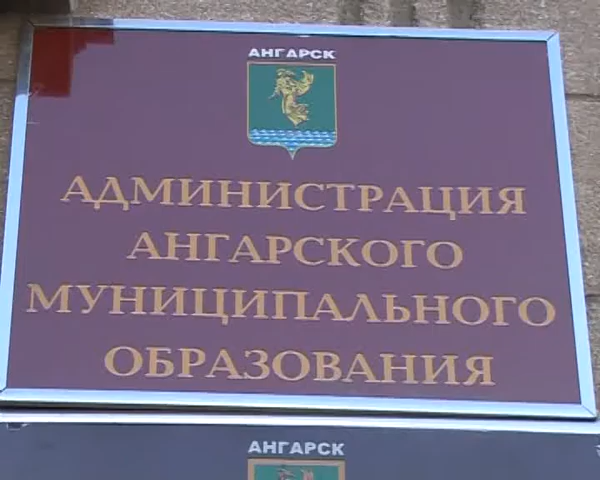 АНГАРСК
АДМИНИСТРАЦИЯ
АНГАРСКОГО
МУНИЦИПАЛЬНОГО
ОБРАЗОВАНИЯ
АНГАРСК